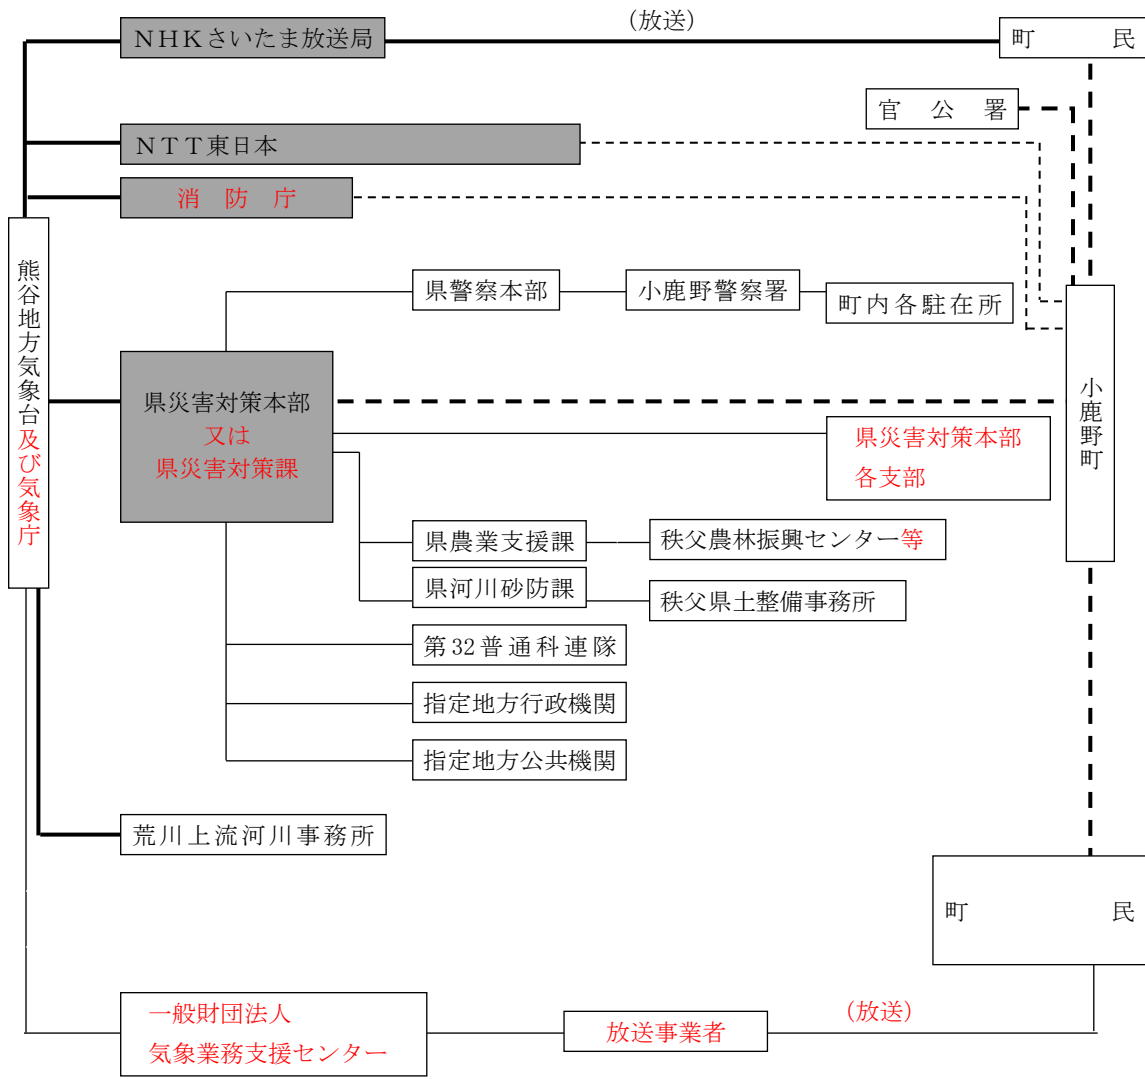 (放送)
NHKさいたま放送局
町 民
官 公 署
NTT東日本
消 防 庁
熊谷地方気象台及び気象庁
県警察本部
小鹿野警察署
町内各駐在所
県災害対策本部
又は
県災害対策課
小鹿野町
県災害対策本部
各支部
県農業支援課
秩父農林振興センター等
県河川砂防課
秩父県土整備事務所
第32普通科連隊
指定地方行政機関
指定地方公共機関
荒川上流河川事務所
町 民
一般財団法人
気象業務支援センター
放送事業者
(放送)